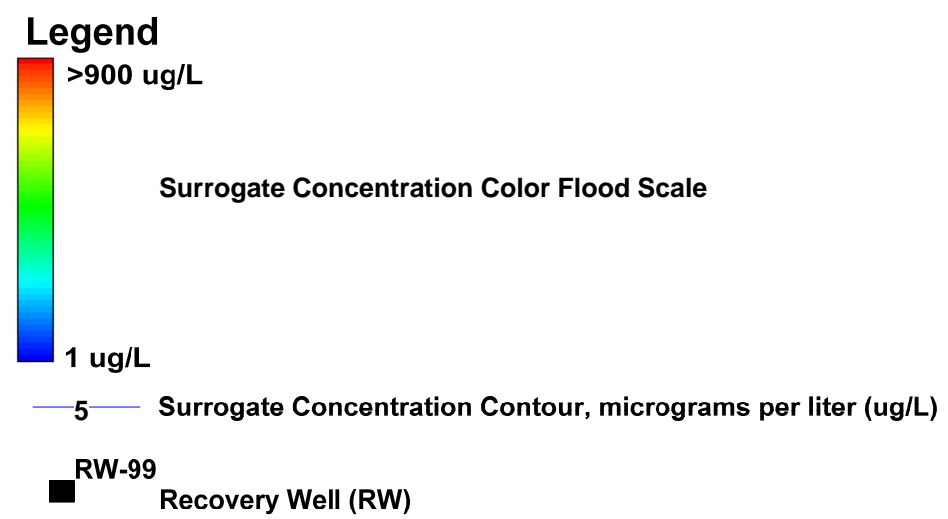 Legend
>900 ug/L
Surrogate Concentration Color Flood Scale
1 ug/L
5 Surrogate Concentration Contour, micrograms per liter (ug/L)
RW-99
Recovery Well (RW)